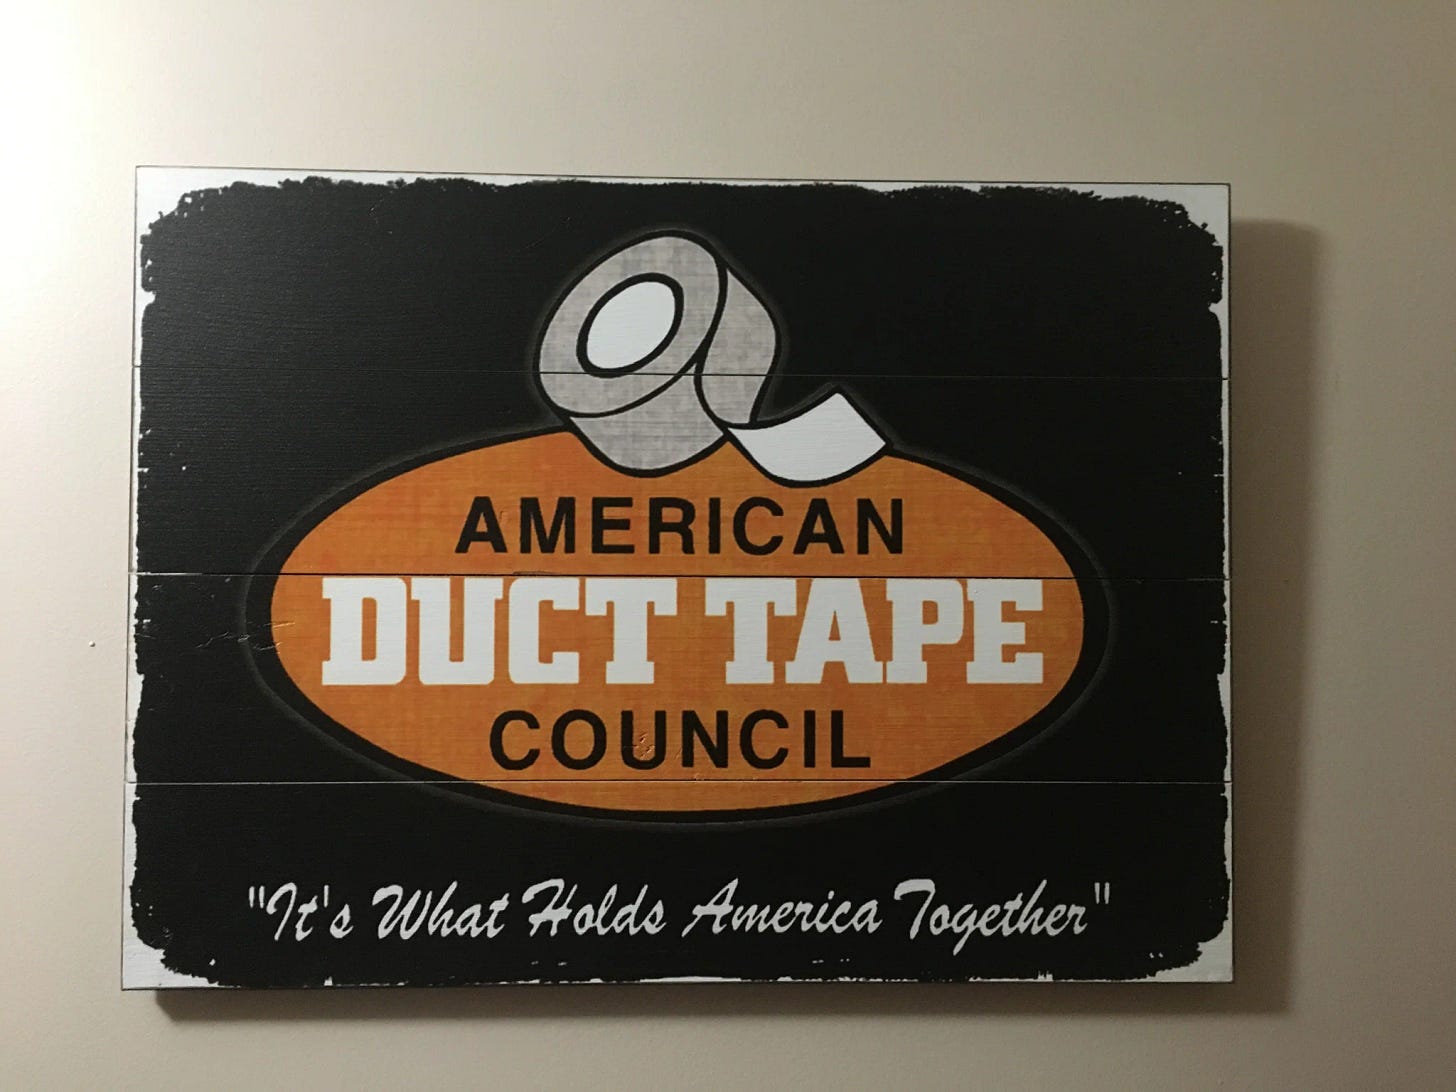 AMERICAN
DUCT TAPE
COUNCIL
"It's What Holds America Together"